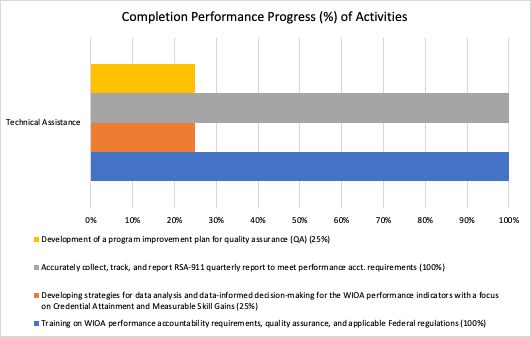 Completion Performance Progress (%) of Activities
Technical Assistance
0% 10% 20% 30% 40% 50% 60% 70% 80% 90% 100%
Development of a program improvement plan for quality assurance (QA) (25%)
Accurately collect, track, and report RSA-911 quarterly report to meet performance acct. requirements (100%)
Developing strategies for data analysis and data-informed decision-making for the WIOA performance indicators with a focus
on Credential Attainment and Measurable Skill Gains (25%)
Training on WIOA performance accountability requirements, quality assurance, and applicable Federal regulations (100%)